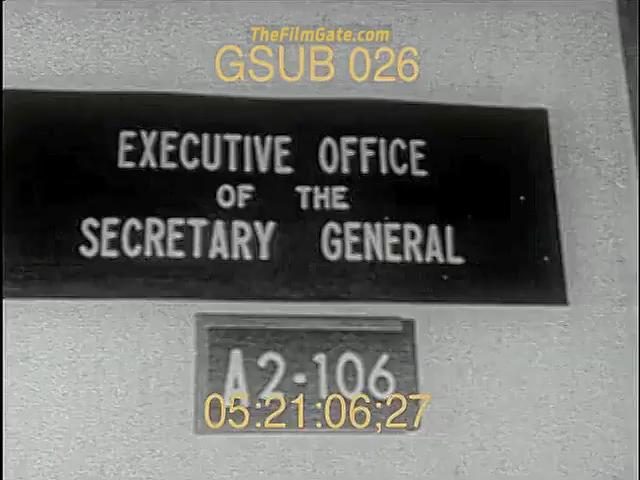 TheFilmGate.com
GSUB 026
EXECUTIVE OFFICE
OF THE
SECRETARY GENERAL
A2-106
05:21:06;27